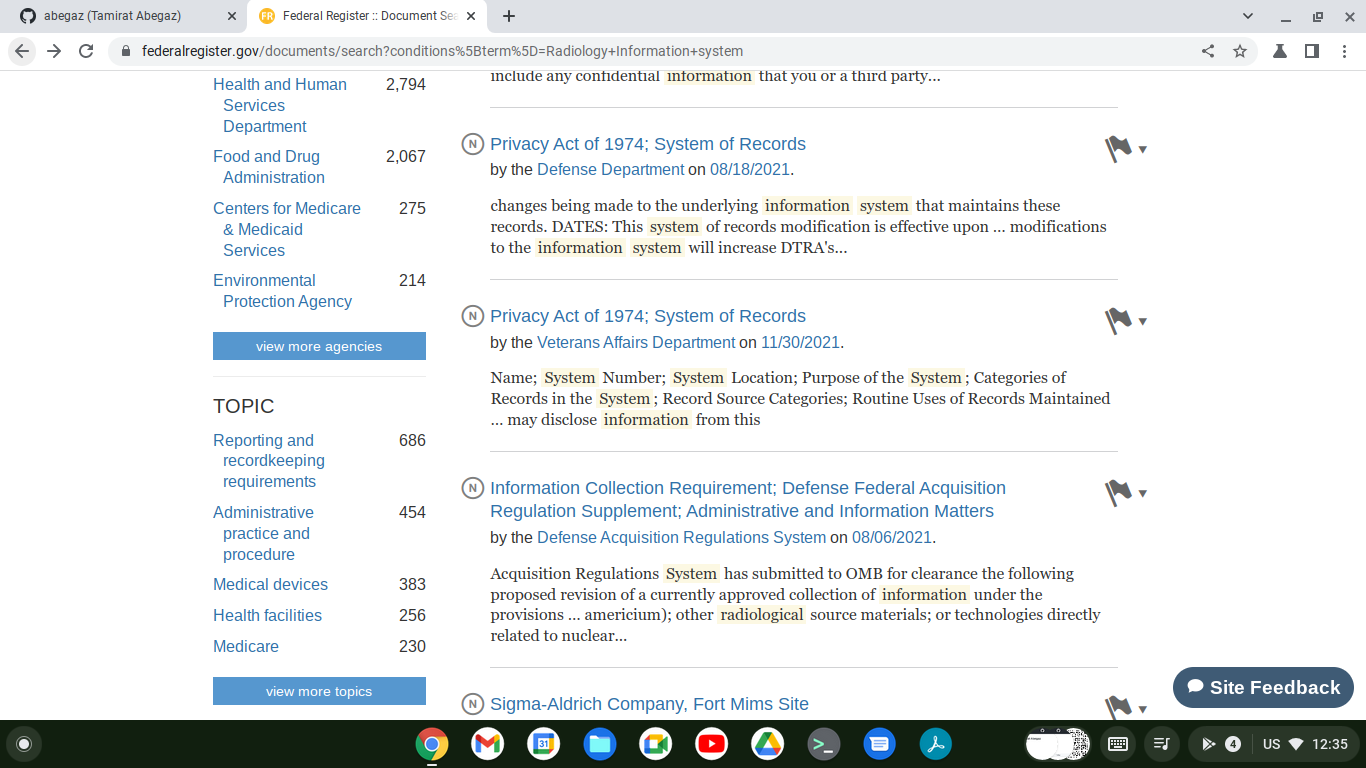 abegaz (Tamirat Abegaz)
FR
Federal Register :: Document Sea
federalregister.gov/documents/search?conditions%5Bterm%5D=Radiology+Information+system
Health and Human 2,794
Services
Department
Food and Drug 2,067
Administration
Centers for Medicare 275
& Medicaid
Services
Environmental 214
Protection Agency
view more agencies
TOPIC
Reporting and 686
recordkeeping
requirements
Administrative 454
practice and
procedure
Medical devices 383
Health facilities 256
Medicare 230
view more topics
include any confidential information that you or a third party...
N
Privacy Act of 1974; System of Records
by the Defense Department on 08/18/2021.
changes being made to the underlying information system that maintains these
records. DATES: This system of records modification is effective upon ... modifications
to the information system will increase DTRA's...
N
Privacy Act of 1974; System of Records
by the Veterans Affairs Department on 11/30/2021.
Name; System Number; System Location; Purpose of the System; Categories of
Records in the System; Record Source Categories; Routine Uses of Records Maintained
... may disclose information from this
N
Information Collection Requirement; Defense Federal Acquisition
Regulation Supplement; Administrative and Information Matters
by the Defense Acquisition Regulations System on 08/06/2021.
Acquisition Regulations System has submitted to OMB for clearance the following
proposed revision of a currently approved collection of information under the
provisions ... americium); other radiological source materials; or technologies directly
related to nuclear...
N
Sigma-Aldrich Company, Fort Mims Site
Site Feedback
31
>_
4
US
12:35